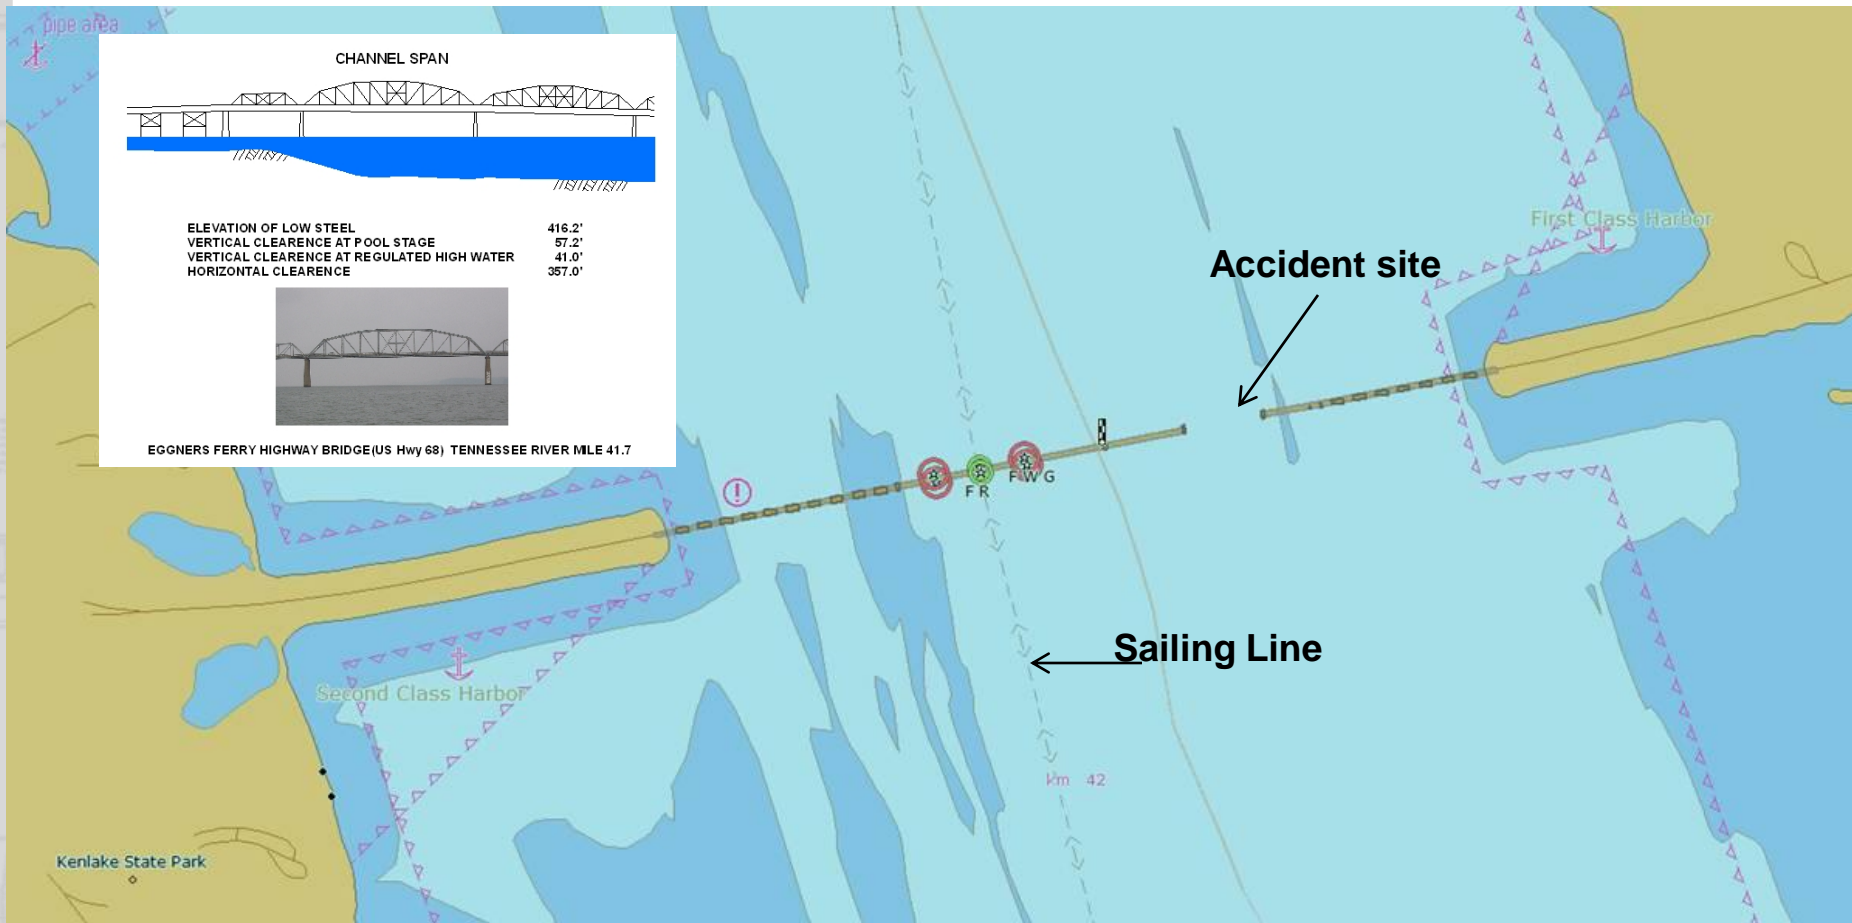 pipe area
CHANNEL SPAN
ELEVATION OF LOW STEEL 416.2'
VERTICAL CLEARENCE AT POOL STAGE 57.2'
VERTICAL CLEARENCE AT REGULATED HIGH WATER 41.0'
HORIZONTAL CLEARENCE 357.0'
EGGNERS FERRY HIGHWAY BRIDGE(US Hwy 68) TENNESSEE RIVER MILE 41.7
First Class Harbor
Accident site
F R
F W G
Sailing Line
Second Class Harbor
km 42
Kenlake State Park